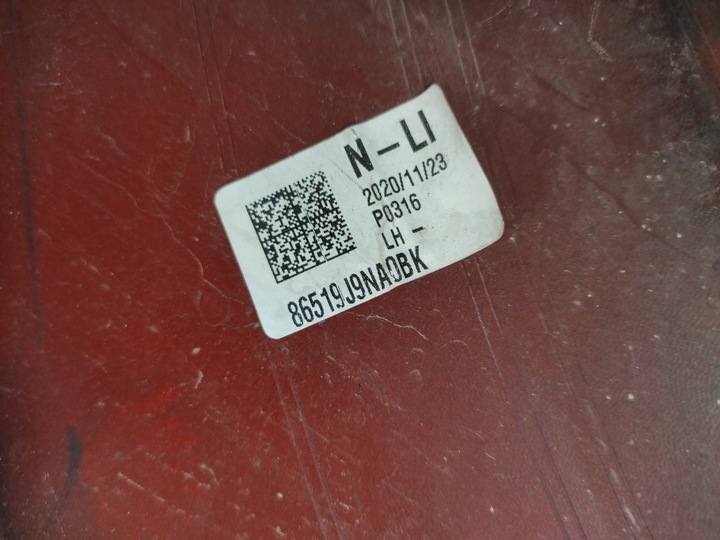 N-LI
2020/11/23
P0316
LH -
86519J9NA0BK